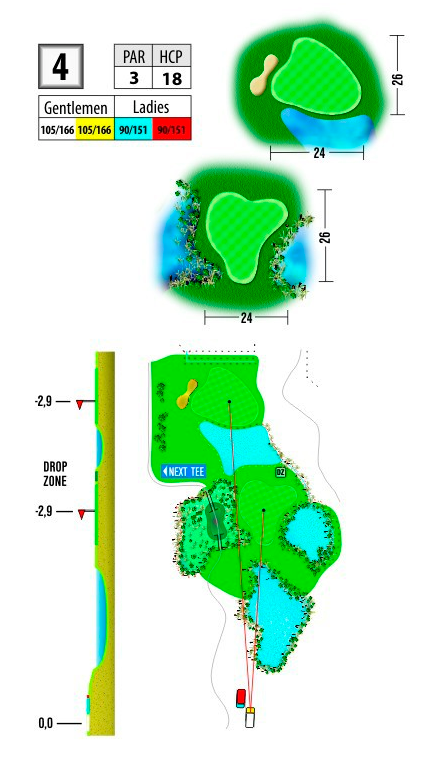 4
PAR HCP
3 18
Gentlemen Ladies
105/166 105/166 90/151 90/151
26
24
26
24
-2,9
DROP
ZONE
-2,9
0,0
NEXT TEE
DZ